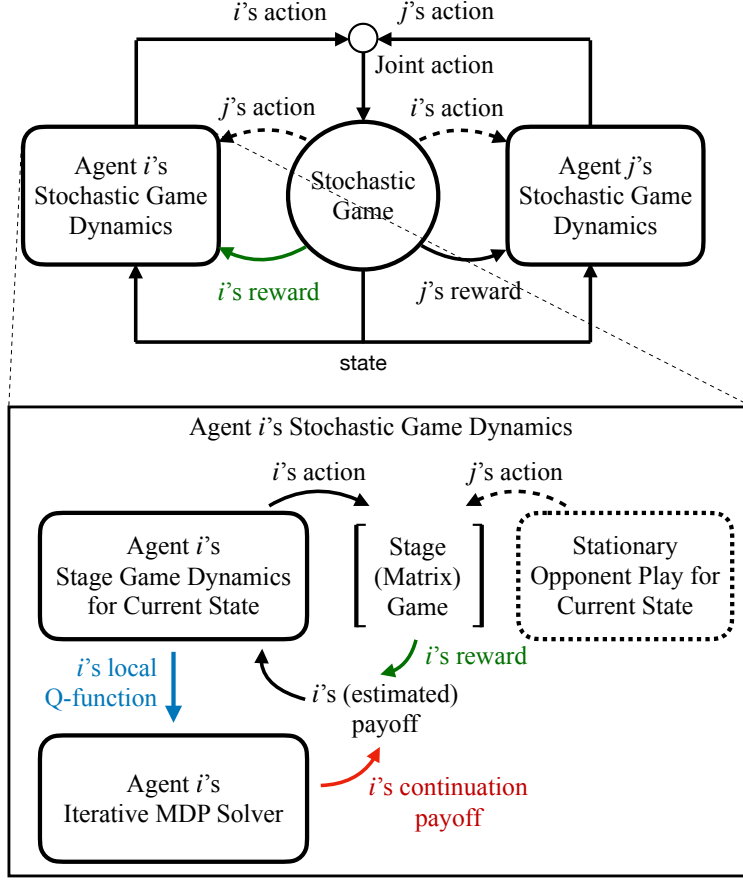 i's action
j's action
Joint action
j's action
i's action
Agent i's
Stochastic Game
Dynamics
Stochastic
Game
Agent j's
Stochastic Game
Dynamics
i's reward
j's reward
state
Agent i's Stochastic Game Dynamics
i's action
j's action
Agent i's
Stage Game Dynamics
for Current State
Stage
(Matrix)
Game
Stationary
Opponent Play for
Current State
i's reward
i's local
Q-function
i's (estimated)
payoff
Agent i's
Iterative MDP Solver
i's continuation
payoff